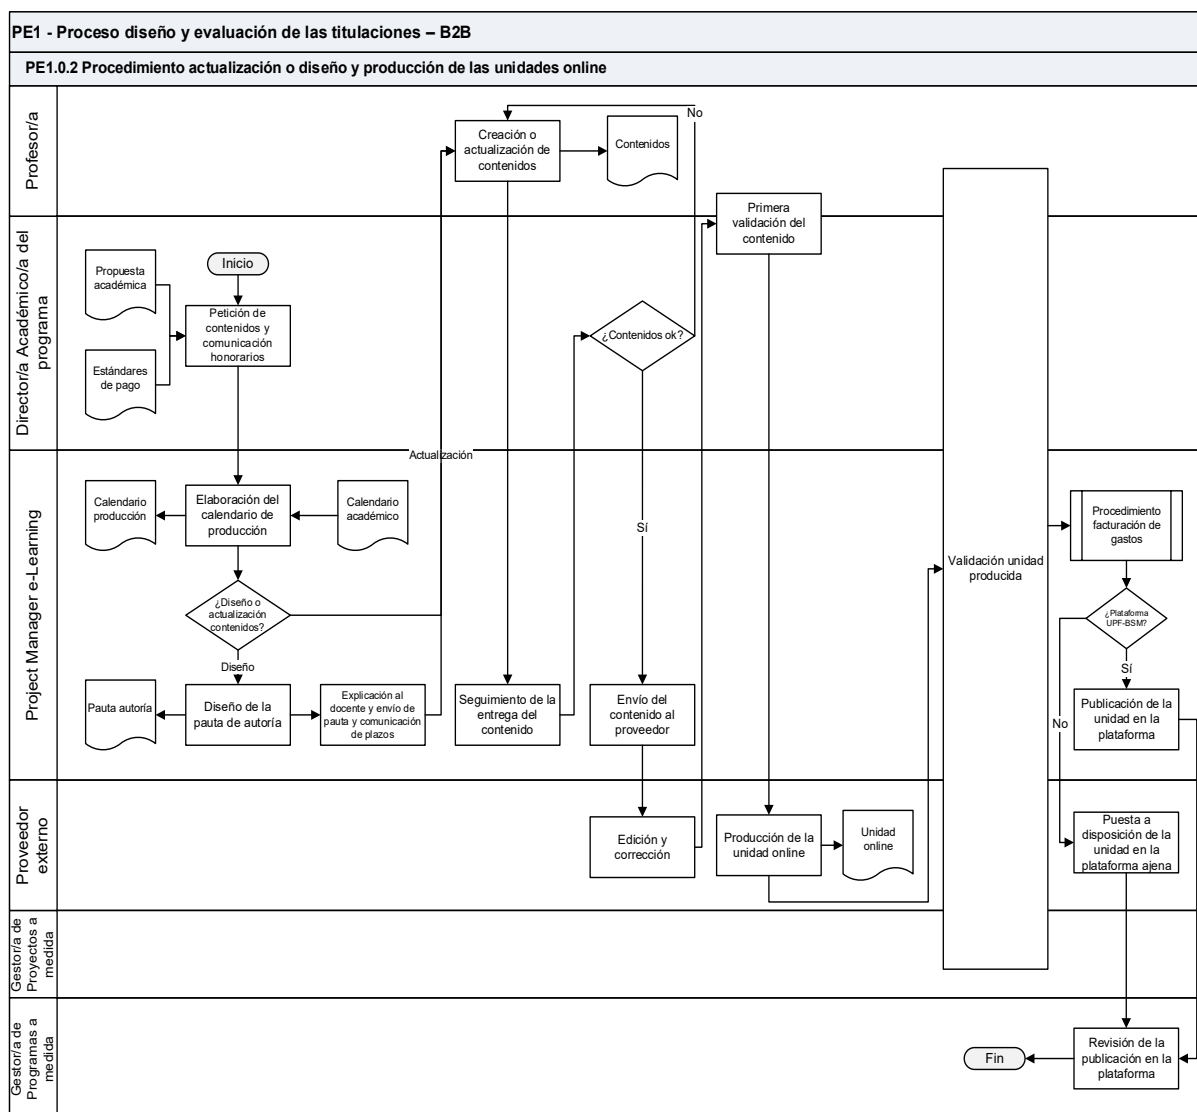 PE1 - Proceso diseño y evaluación de las titulaciones – B2B
PE1.0.2 Procedimiento actualización o diseño y producción de las unidades online
Profesor/a
Creación o
actualización de
contenidos
Contenidos
No
Primera
validación del
contenido
Director/a Académico/a del
programa
Propuesta
académica
Inicio
Petición de
contenidos y
comunicación
honorarios
Estándares
de pago
¿Contenidos ok?
Actualización
Sí
Project Manager e-Learning
Calendario
producción
Elaboración del
calendario de
producción
Calendario
académico
¿Diseño o
actualización
contenidos?
Diseño
Pauta autoría
Diseño de la
pauta de autoría
Explicación al
docente y envío de
pauta y comunicación
de plazos
Seguimiento de la
entrega del
contenido
Envío del
contenido al
proveedor
Validación unidad
producida
Procedimiento
facturación de
gastos
¿Plataforma
UPF-BSM?
Sí
No
Publicación de la
unidad en la
plataforma
Proveedor
externo
Edición y
corrección
Producción de la
unidad online
Unidad
online
Puesta a
disposición de la
unidad en la
plataforma ajena
Gestor/a de
Proyectos a
medida
Gestor/a de
Programas a
medida
Fin
Revisión de la
publicación en la
plataforma